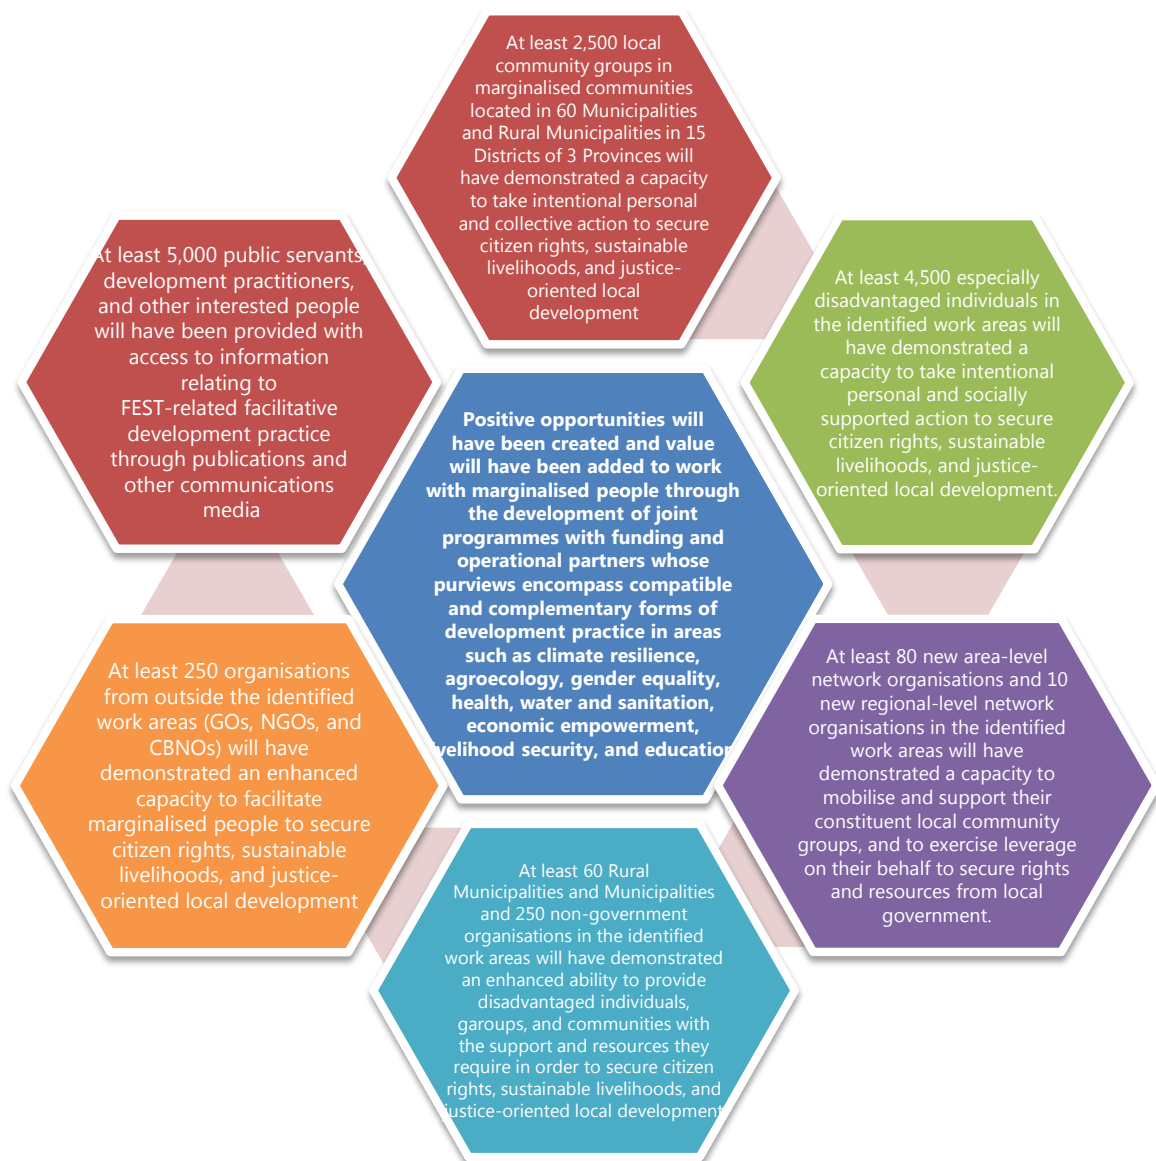 At least 2,500 local
community groups in
marginalised communities
located in 60 Municipalities
and Rural Municipalities in 15
Districts of 3 Provinces will
have demonstrated a capacity
to take intentional personal
and collective action to secure
citizen rights, sustainable
livelihoods, and justice-
oriented local
development
At least 4,500 especially
disadvantaged individuals in
the identified work areas will
have demonstrated a
capacity to take intentional
personal and socially
supported action to secure
citizen rights, sustainable
livelihoods, and justice-
oriented local development.
At least 80 new area-level
network organisations and 10
new regional-level network
organisations in the identified
work areas will have
demonstrated a capacity to
mobilise and support their
constituent local community
groups, and to exercise leverage
on their behalf to secure rights
and resources from local
government.
At least 60 Rural
Municipalities and Municipalities
and 250 non-government
organisations in the identified
work areas will have demonstrated
an enhanced ability to provide
disadvantaged individuals,
garoups, and communities with
the support and resources they
require in order to secure citizen
rights, sustainable livelihoods, and
justice-oriented local development
At least 250 organisations
from outside the identified
work areas (GOs, NGOs, and
CBNOs) will have
demonstrated an enhanced
capacity to facilitate
marginalised people to secure
citizen rights, sustainable
livelihoods, and justice-
oriented local development
At least 5,000 public servants,
development practitioners,
and other interested people
will have been provided with
access to information
relating to
FEST-related facilitative
development practice
through publications and
other communications
media
Positive opportunities will
have been created and value
will have been added to work
with marginalised people through
the development of joint
programmes with funding and
operational partners whose
purviews encompass compatible
and complementary forms of
development practice in areas
such as climate resilience,
agroecology, gender equality,
health, water and sanitation,
economic empowerment,
velihood security, and education